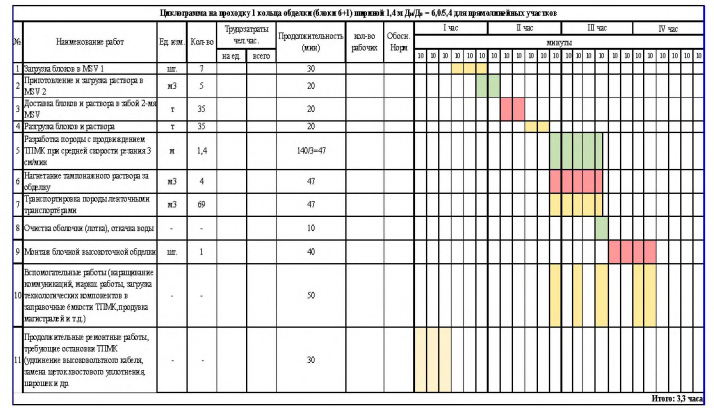 Циклограмма на проходку 1 кольца обделки (блоки 6+1) шириной 1,4 м Дн/Дв = 6,0/5,4 для прямолинейных участков
№ Наименование работ Ед. изм. Кол-во Трудозатраты чел.час. Продолжительность (мин) кол-во рабочих Обосн. Норм I час II час III час IV час
на ед. всего минуты
10 10 10 10 10 10 10 10 10 10 10 10 10 10 10 10 10 10 10 10 10 10 10 10
1 Загрузка блоков в MSV 1 шт. 7 30
2 Приготовление и загрузка раствора в
MSV 2 м3 5 20
3 Доставка блоков и раствора в забой 2-мя
MSV т 35 20
4 Разгрузка блоков и раствора т 35 20
5 Разработка породы с продвижением
ТПМК при средней скорости резания 3
см/мин м 1,4 140/3=47
6 Нагнетание тампонажного раствора за
обделку м3 4 47
7 Транспортировка породы ленточными
транспортёрами м3 69 47
8 Очистка оболочки (лотка), откачка воды - - 10
9 Монтаж блочной высокоточной обделки шт. 1 40
10 Вспомогательные работы (наращивание
коммуникаций, маркш. работы, загрузка
технологических компонентов в
заправочные ёмкости ТПМК,продувка
магистралей и т.д.) - - 50
11 Продолжительные ремонтные работы,
требующие остановки ТПМК
(удлинение высоковольтного кабеля,
замена щеток хвостового уплотнения,
шарошек и др. - - 30
Итого: 3,3 часа